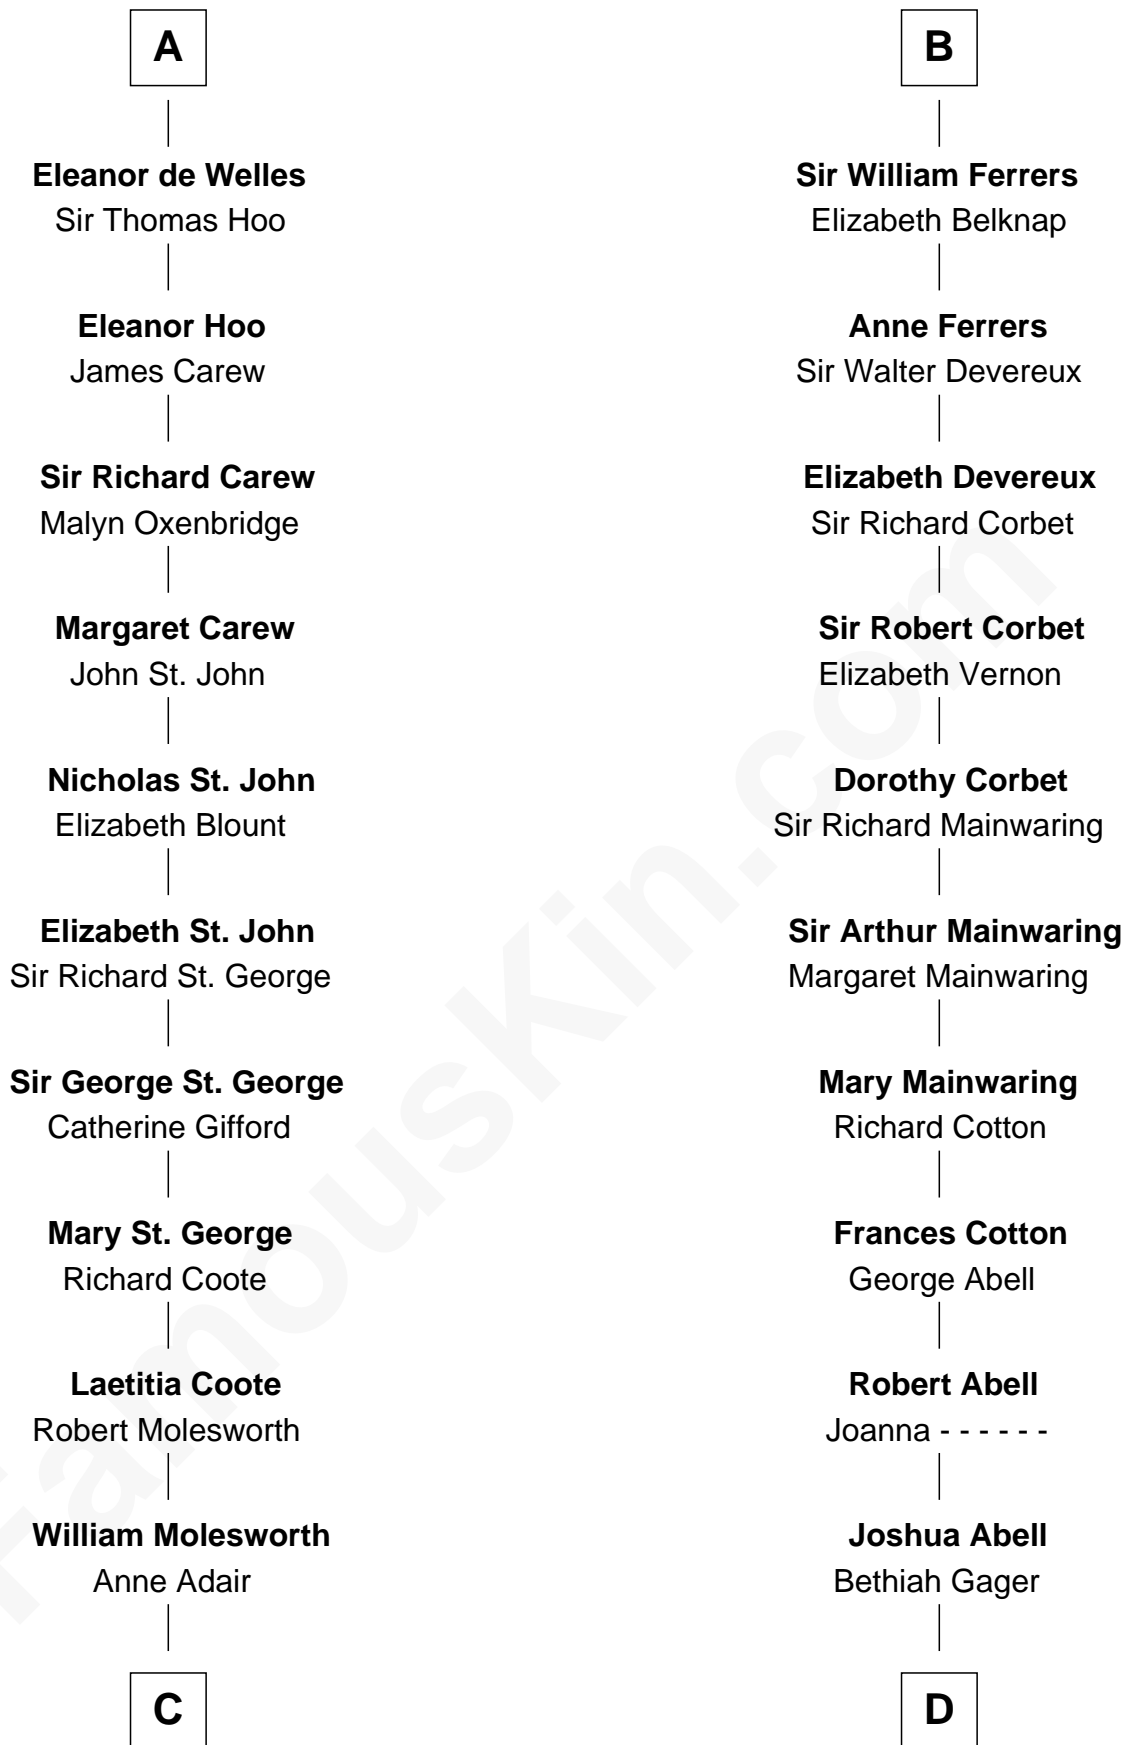 A
Eleanor de Welles
Sir Thomas Hoo
Eleanor Hoo
James Carew
Sir Richard Carew
Malyn Oxenbridge
Margaret Carew
John St. John
Nicholas St. John
Elizabeth Blount
Elizabeth St. John
Sir Richard St. George
Sir George St. George
Catherine Gifford
Mary St. George
Richard Coote
Laetitia Coote
Robert Molesworth
William Molesworth
Anne Adair
C
B
Sir William Ferrers
Elizabeth Belknap
Anne Ferrers
Sir Walter Devereux
Elizabeth Devereux
Sir Richard Corbet
Sir Robert Corbet
Elizabeth Vernon
Dorothy Corbet
Sir Richard Mainwaring
Sir Arthur Mainwaring
Margaret Mainwaring
Mary Mainwaring
Richard Cotton
Frances Cotton
George Abell
Robert Abell
Joanna - - - - - -
Joshua Abell
Bethiah Gager
D
FamousKin.com